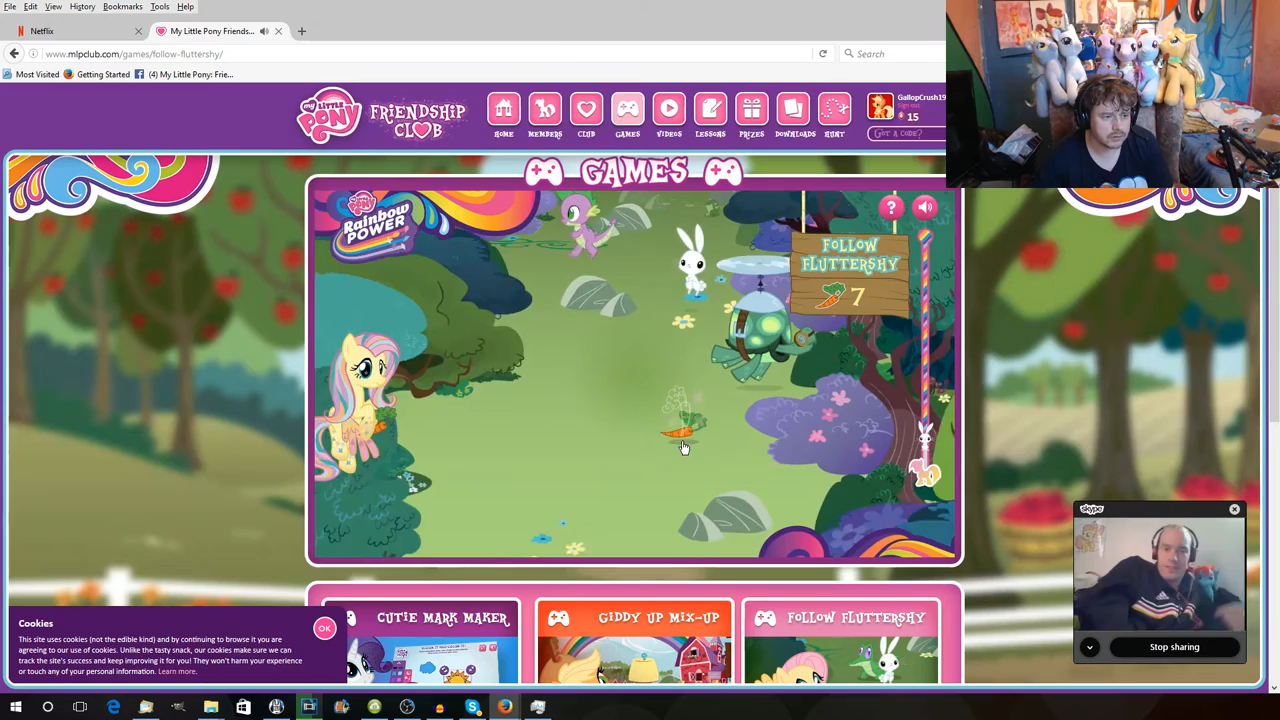 File Edit View History Bookmarks Tools Help
Netflix
My Little Pony Friends...
www.mlpclub.com/games/follow-fluttershy/
Search
Most Visited
Getting Started
(4) My Little Pony: Frie...
MY LITTLE PONY
FRIENDSHIP CLUB
HOME
MEMBERS
CLUB
GAMES
VIDEOS
LESSONS
PRIZES
DOWNLOADS
HUNT
GallopCrush19
Sign out
15
GOT A CODE?
GAMES
Rainbow POWER
?
FOLLOW
FLUTTERSHY
7
skype
Stop sharing
Cookies
OK
This site uses cookies (not the edible kind) and by continuing to browse it you are
agreeing to our use of cookies. Unlike the tasty snack, our cookies make sure we can
track the site's success and keep improving it for you! They won't harm your experience
or touch any of your personal information. Learn more.
CUTIE MARK MAKER
GIDDY UP MIX-UP
FOLLOW FLUTTERSHY